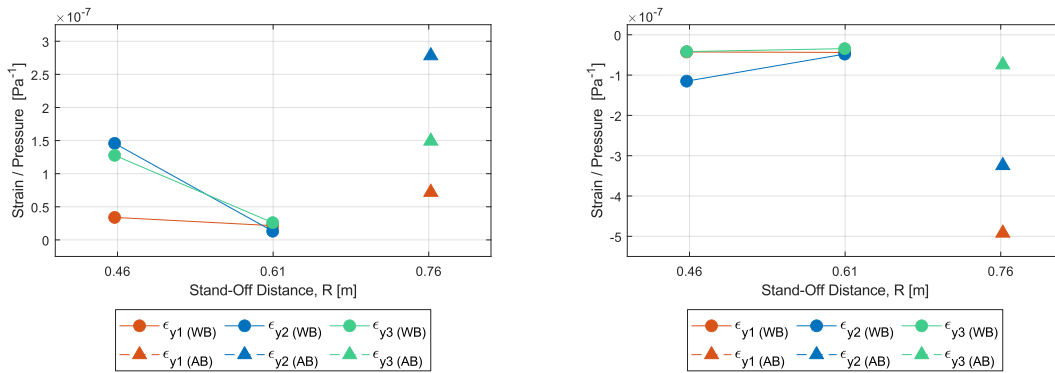 ×10⁻⁷
3
2.5
2
1.5
1
0.5
0
Strain / Pressure [Pa⁻¹]
0.46 0.61 0.76
Stand-Off Distance, R [m]
ϵy1 (WB) ϵy2 (WB) ϵy3 (WB)
ϵy1 (AB) ϵy2 (AB) ϵy3 (AB)
×10⁻⁷
0
-1
-2
-3
-4
-5
Strain / Pressure [Pa⁻¹]
0.46 0.61 0.76
Stand-Off Distance, R [m]
ϵy1 (WB) ϵy2 (WB) ϵy3 (WB)
ϵy1 (AB) ϵy2 (AB) ϵy3 (AB)